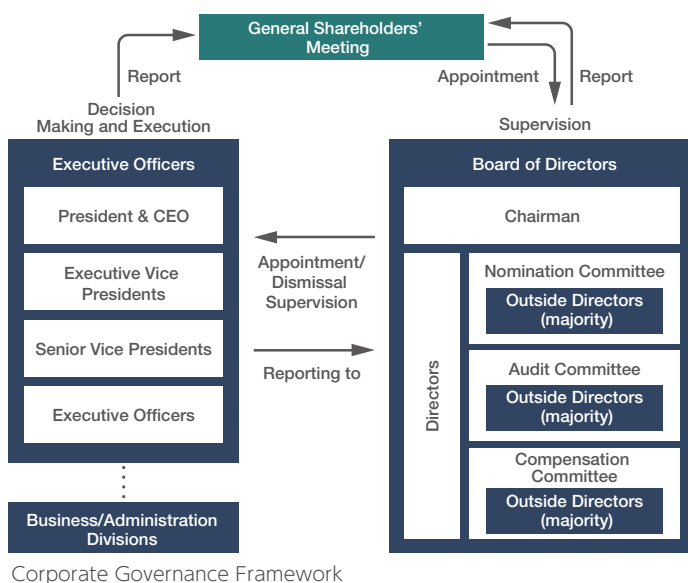 General Shareholders'
Meeting
Report
Appointment
Report
Decision
Making and Execution
Supervision
Executive Officers
President & CEO
Executive Vice
Presidents
Senior Vice Presidents
Executive Officers
Business/Administration
Divisions
Appointment/
Dismissal
Supervision
Reporting to
Board of Directors
Chairman
Directors
Nomination Committee
Outside Directors
(majority)
Audit Committee
Outside Directors
(majority)
Compensation
Committee
Outside Directors
(majority)
Corporate Governance Framework